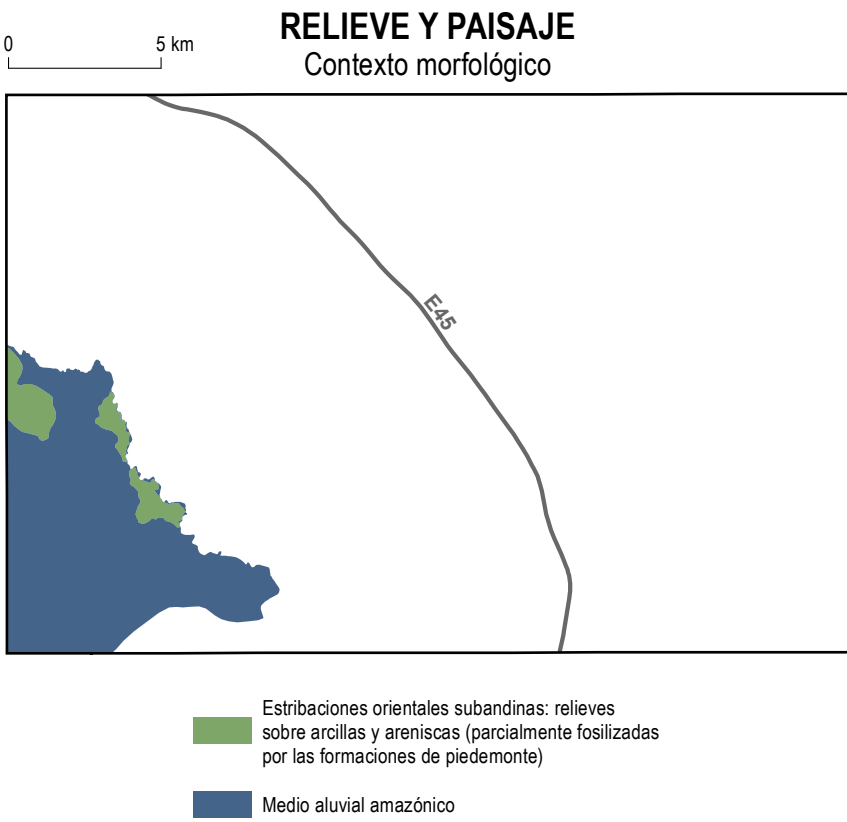 RELIEVE Y PAISAJE
Contexto morfológico
0 5 km
E45
Estribaciones orientales subandinas: relieves
sobre arcillas y areniscas (parcialmente fosilizadas
por las formaciones de piedemonte)
Medio aluvial amazónico